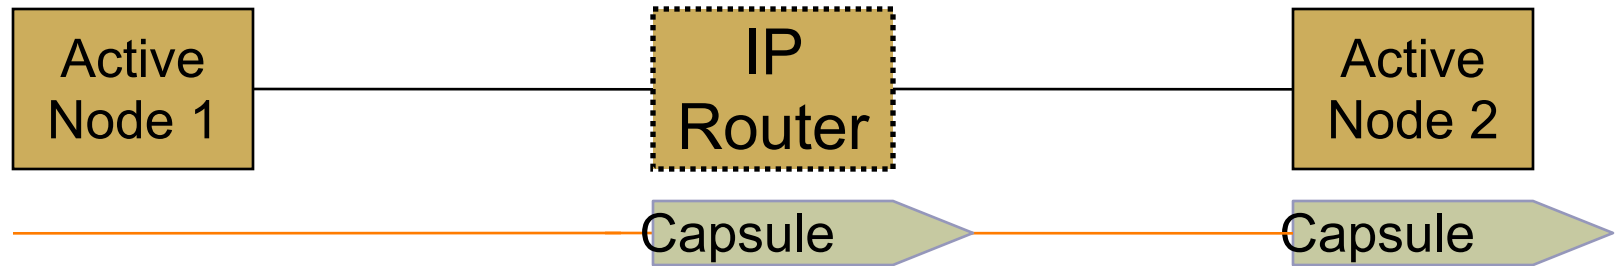 Active
Node 1
IP
Router
Active
Node 2
Capsule
Capsule